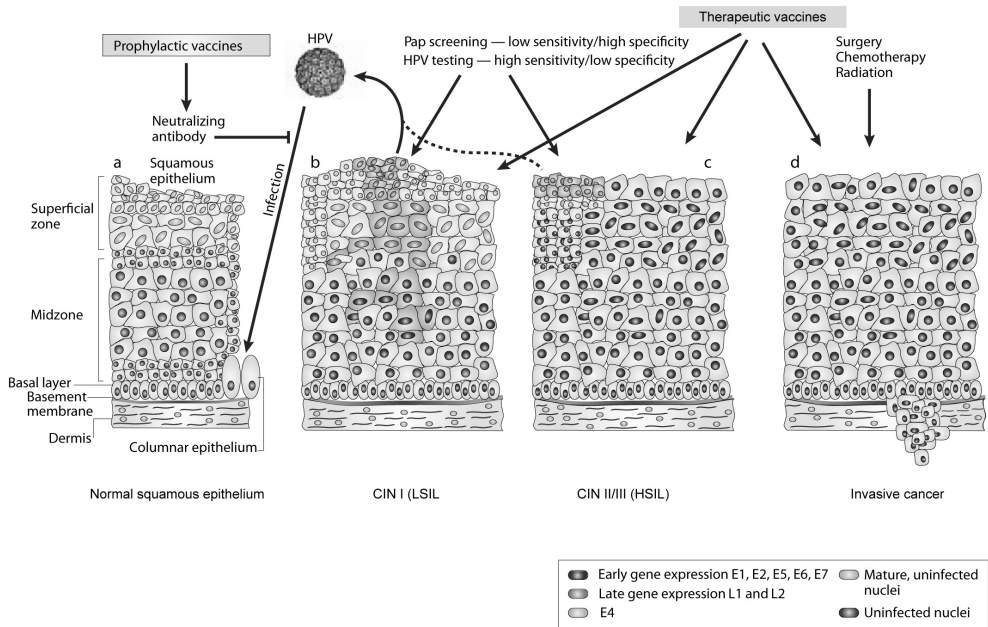 Therapeutic vaccines
Prophylactic vaccines
HPV
Pap screening — low sensitivity/high specificity
HPV testing — high sensitivity/low specificity
Surgery
Chemotherapy
Radiation
Neutralizing
antibody
a
Squamous
epithelium
Infection
b
c
d
Superficial
zone
Midzone
Basal layer
Basement
membrane
Dermis
Columnar epithelium
Normal squamous epithelium
CIN I (LSIL
CIN II/III (HSIL)
Invasive cancer
Early gene expression E1, E2, E5, E6, E7
Late gene expression L1 and L2
E4
Mature, uninfected
nuclei
Uninfected nuclei